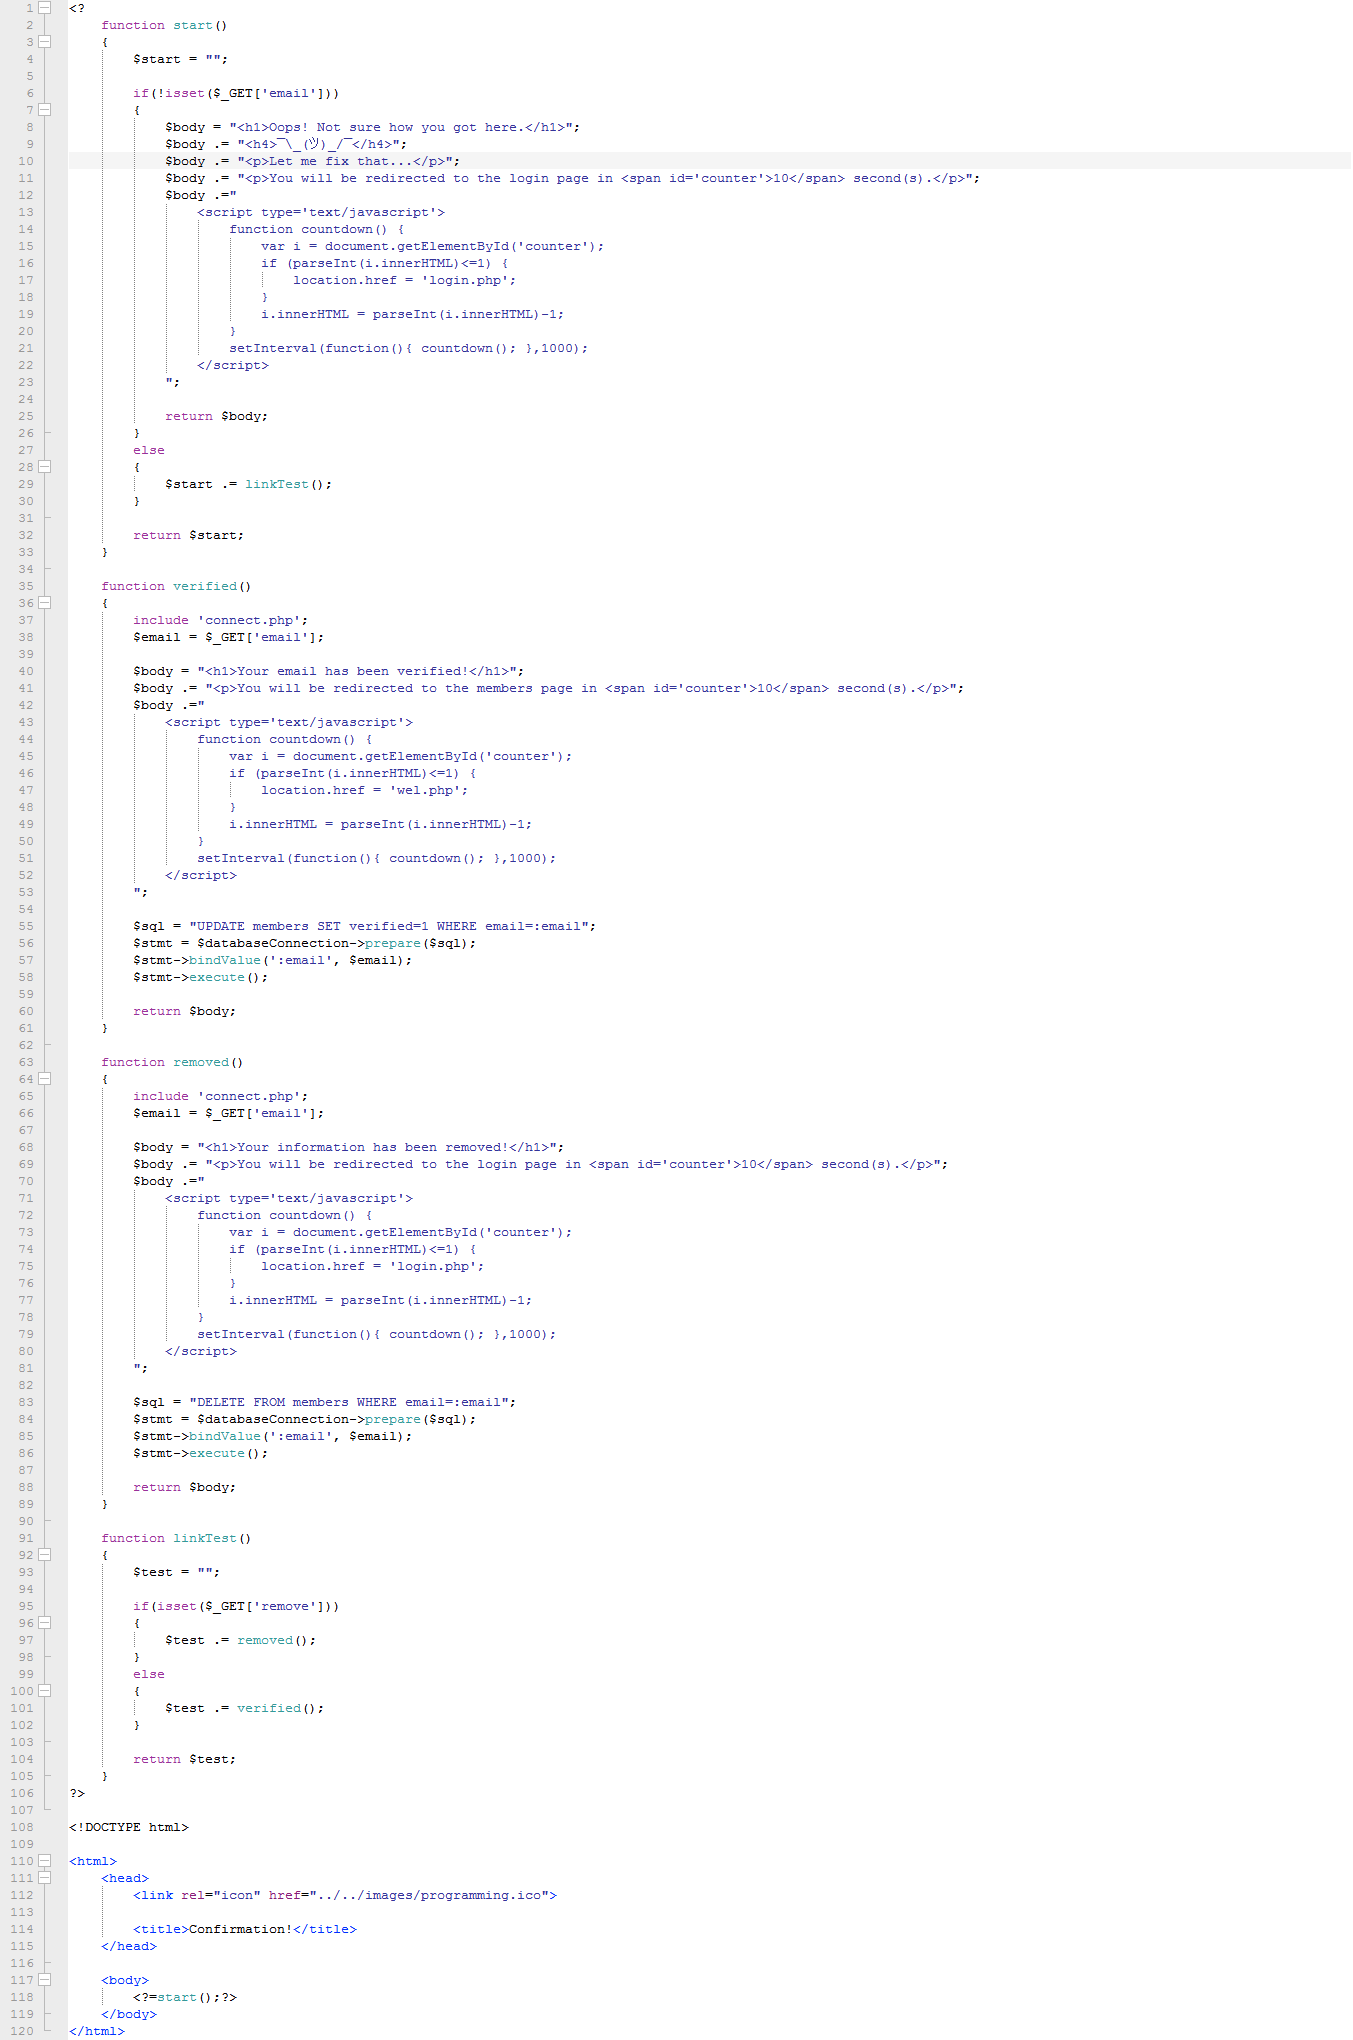 1 <?
2 function start()
3 {
4 $start = "";
5
6 if(!isset($_GET['email']))
7 {
8 $body = "<h1>Oops! Not sure how you got here.</h1>";
9 $body .= "<h4>¯\_(ツ)_/¯</h4>";
10 $body .= "<p>Let me fix that...</p>";
11 $body .= "<p>You will be redirected to the login page in <span id='counter'>10</span> second(s).</p>";
12 $body .="
13 <script type='text/javascript'>
14 function countdown() {
15 var i = document.getElementById('counter');
16 if (parseInt(i.innerHTML)<=1) {
17 location.href = 'login.php';
18 }
19 i.innerHTML = parseInt(i.innerHTML)-1;
20 }
21 setInterval(function(){ countdown(); },1000);
22 </script>
23 ";
24
25 return $body;
26 }
27 else
28 {
29 $start .= linkTest();
30 }
31
32 return $start;
33 }
34
35 function verified()
36 {
37 include 'connect.php';
38 $email = $_GET['email'];
39
40 $body = "<h1>Your email has been verified!</h1>";
41 $body .= "<p>You will be redirected to the members page in <span id='counter'>10</span> second(s).</p>";
42 $body .="
43 <script type='text/javascript'>
44 function countdown() {
45 var i = document.getElementById('counter');
46 if (parseInt(i.innerHTML)<=1) {
47 location.href = 'wel.php';
48 }
49 i.innerHTML = parseInt(i.innerHTML)-1;
50 }
51 setInterval(function(){ countdown(); },1000);
52 </script>
53 ";
54
55 $sql = "UPDATE members SET verified=1 WHERE email=:email";
56 $stmt = $databaseConnection->prepare($sql);
57 $stmt->bindValue(':email', $email);
58 $stmt->execute();
59
60 return $body;
61 }
62
63 function removed()
64 {
65 include 'connect.php';
66 $email = $_GET['email'];
67
68 $body = "<h1>Your information has been removed!</h1>";
69 $body .= "<p>You will be redirected to the login page in <span id='counter'>10</span> second(s).</p>";
70 $body .="
71 <script type='text/javascript'>
72 function countdown() {
73 var i = document.getElementById('counter');
74 if (parseInt(i.innerHTML)<=1) {
75 location.href = 'login.php';
76 }
77 i.innerHTML = parseInt(i.innerHTML)-1;
78 }
79 setInterval(function(){ countdown(); },1000);
80 </script>
81 ";
82
83 $sql = "DELETE FROM members WHERE email=:email";
84 $stmt = $databaseConnection->prepare($sql);
85 $stmt->bindValue(':email', $email);
86 $stmt->execute();
87
88 return $body;
89 }
90
91 function linkTest()
92 {
93 $test = "";
94
95 if(isset($_GET['remove']))
96 {
97 $test .= removed();
98 }
99 else
100 {
101 $test .= verified();
102 }
103
104 return $test;
105 }
106 ?>
107
108 <!DOCTYPE html>
109
110 <html>
111 <head>
112 <link rel="icon" href="../../images/programming.ico">
113
114 <title>Confirmation!</title>
115 </head>
116
117 <body>
118 <?=start();?>
119 </body>
120 </html>